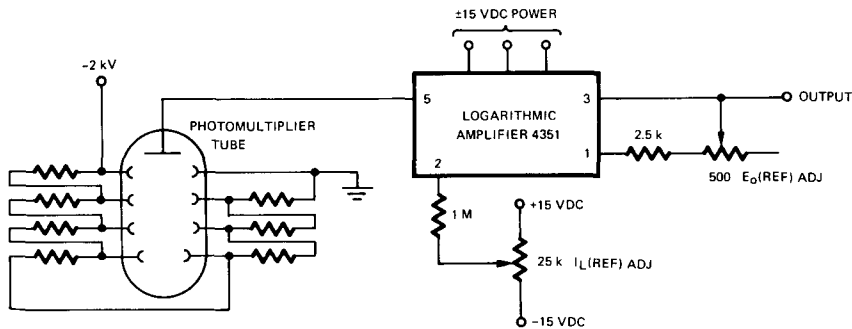 ±15 VDC POWER
−2 kV
5
LOGARITHMIC
AMPLIFIER 4351
3
OUTPUT
PHOTOMULTIPLIER
TUBE
2
1
2.5 k
500 Eo(REF) ADJ
1 M
+15 VDC
25 k IL(REF) ADJ
−15 VDC